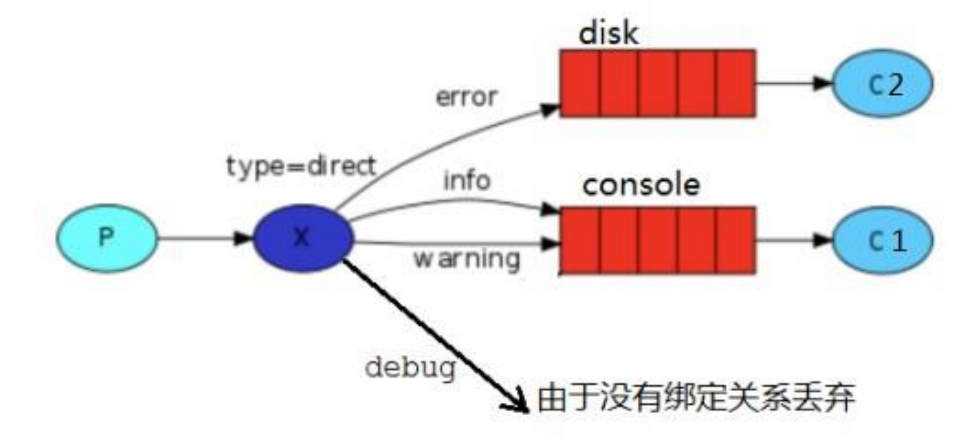 disk
error
C2
type=direct
info
console
P
X
warning
C1
debug
由于没有绑定关系丢弃